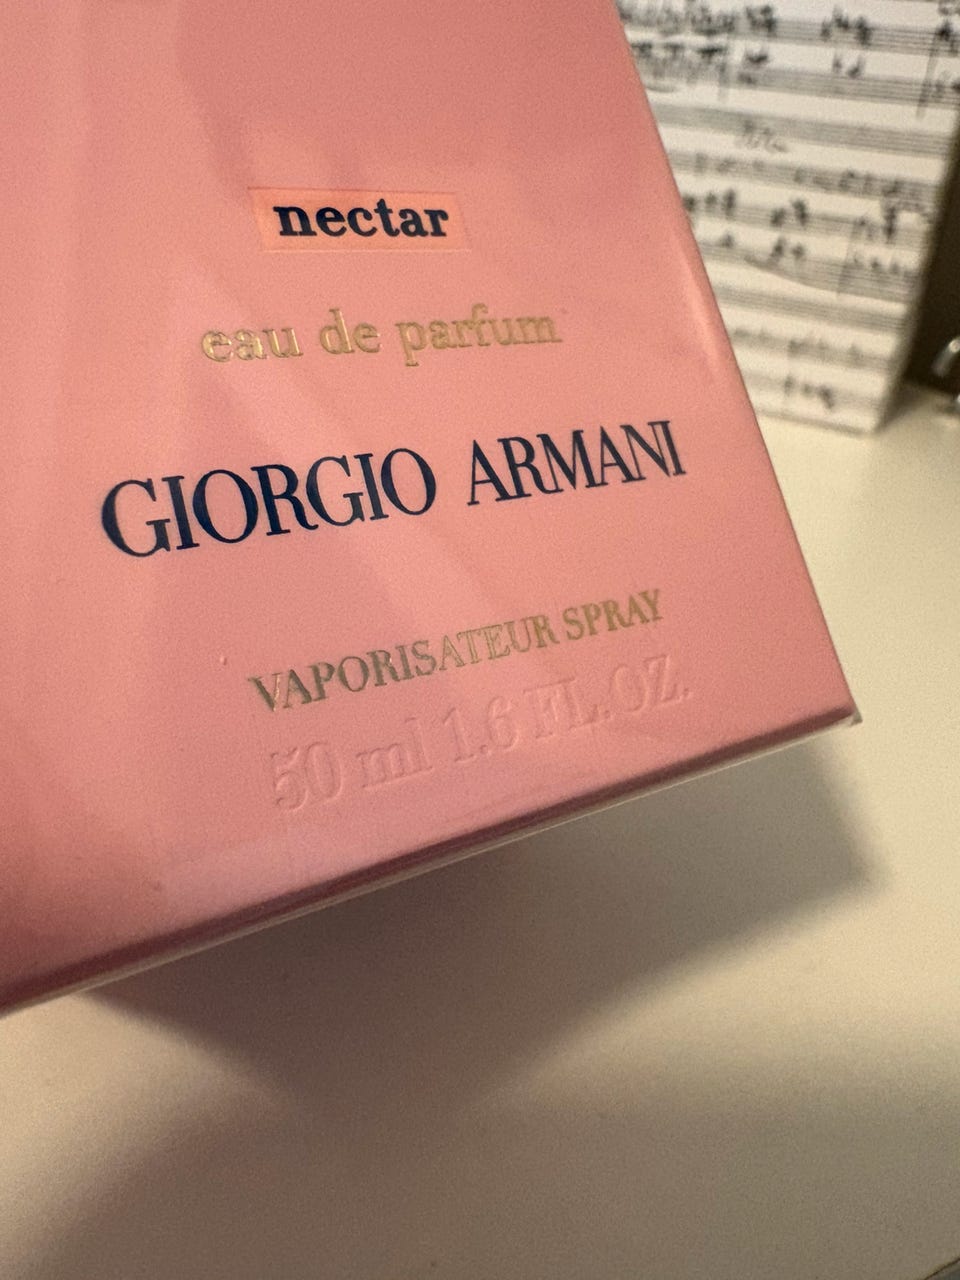 nectar
eau de parfum
GIORGIO ARMANI
VAPORISATEUR SPRAY
50 ml 1.6 FL. OZ.